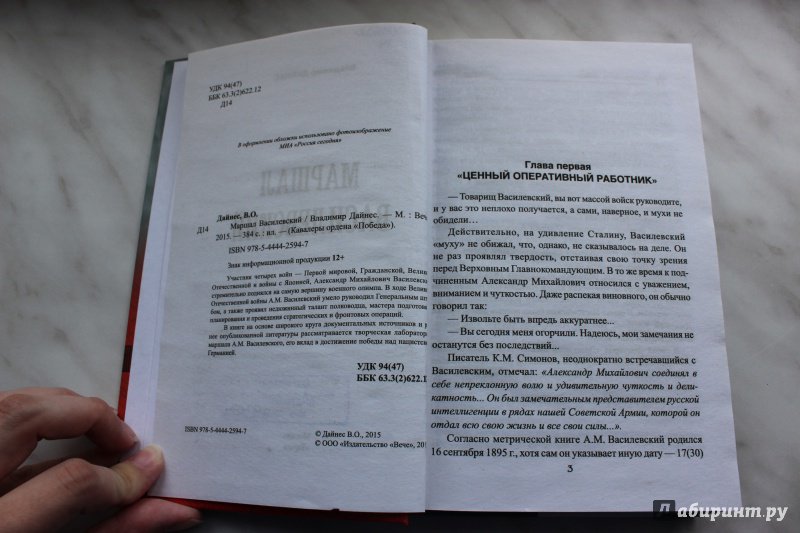 УДК 94(47)
ББК 63.3(2)622.12
Д14
В оформлении обложки использовано фотоизображение
МИА «Россия сегодня»
МАРШАЛ
Дайнес, В.О.
Д14
Маршал Василевский / Владимир Дайнес. — М. : Вече,
2015. — 384 с. : ил. — (Кавалеры ордена «Победа»).
ISBN 978-5-4444-2594-7
Знак информационной продукции 12+
Участник четырех войн — Первой мировой, Гражданской, Вели
Отечественной и войны с Японией, Александр Михайлович Василевск
стремительно поднялся на самую вершину военного олимпа. В ходе Велик
Отечественной войны А.М. Василевский умело руководил Генеральным шт
бом, а также проявил недюжинный талант полководца, мастера подготов
планирования и проведения стратегических и фронтовых операций.
В книге на основе широкого круга документальных источников и р
нее опубликованной литературы рассматривается творческая лаборатор
маршала А.М. Василевского, его вклад в достижение победы над нацистск
Германией.
УДК 94(47)
ББК 63.3(2)622.12
ISBN 978-5-4444-2594-7
© Дайнес В.О., 2015
© ООО «Издательство «Вече», 201
Глава первая
«ЦЕННЫЙ ОПЕРАТИВНЫЙ РАБОТНИК»
— Товарищ Василевский, вы вот массой войск руководите,
и у вас это неплохо получается, а сами, наверное, и мухи не
обидели…
Действительно, на удивление Сталину, Василевский
«муху» не обижал, что, однако, не сказывалось на деле. Он
не раз проявлял твердость, отстаивая свою точку зрения
перед Верховным Главнокомандующим. В то же время к под-
чиненным Александр Михайлович относился с уважением,
вниманием и чуткостью. Даже распекая виновного, он обычно
говорил так:
— Извольте быть впредь аккуратнее…
— Вы сегодня меня огорчили. Надеюсь, мои замечания не
останутся без последствий…
Писатель К.М. Симонов, неоднократно встречавшийся с
Василевским, отмечал: «Александр Михайлович соединял в
себе непреклонную волю и удивительную чуткость и дели-
катность… Он был замечательным представителем русской
интеллигенции в рядах нашей Советской Армии, которой он
отдал всю свою жизнь и все свои силы…».
Согласно метрической книге А.М. Василевский родился
16 сентября 1895 г., хотя сам он указывает иную дату — 17(30)
3
Лабиринт.ру